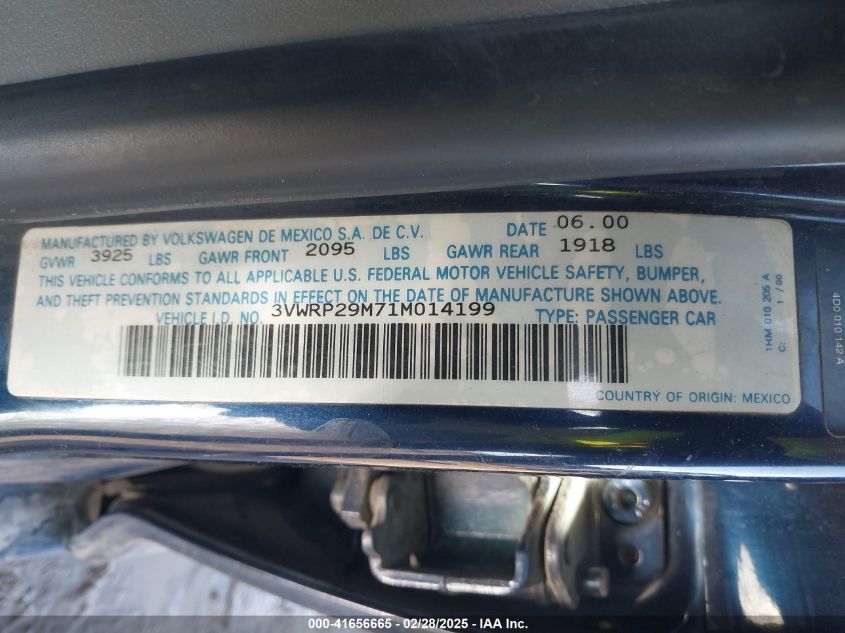 MANUFACTURED BY VOLKSWAGEN DE MEXICO S.A. DE C.V. DATE 06.00
GVWR 3925 LBS GAWR FRONT 2095 LBS GAWR REAR 1918 LBS
THIS VEHICLE CONFORMS TO ALL APPLICABLE U.S. FEDERAL MOTOR VEHICLE SAFETY, BUMPER,
AND THEFT PREVENTION STANDARDS IN EFFECT ON THE DATE OF MANUFACTURE SHOWN ABOVE.
VEHICLE I.D. NO. 3VWRP29M71M014199 TYPE: PASSENGER CAR
COUNTRY OF ORIGIN: MEXICO
1HM 010 205 A
C: 1 / 00
4D0 010 142 A
000-41656665 - 02/28/2025 - IAA Inc.